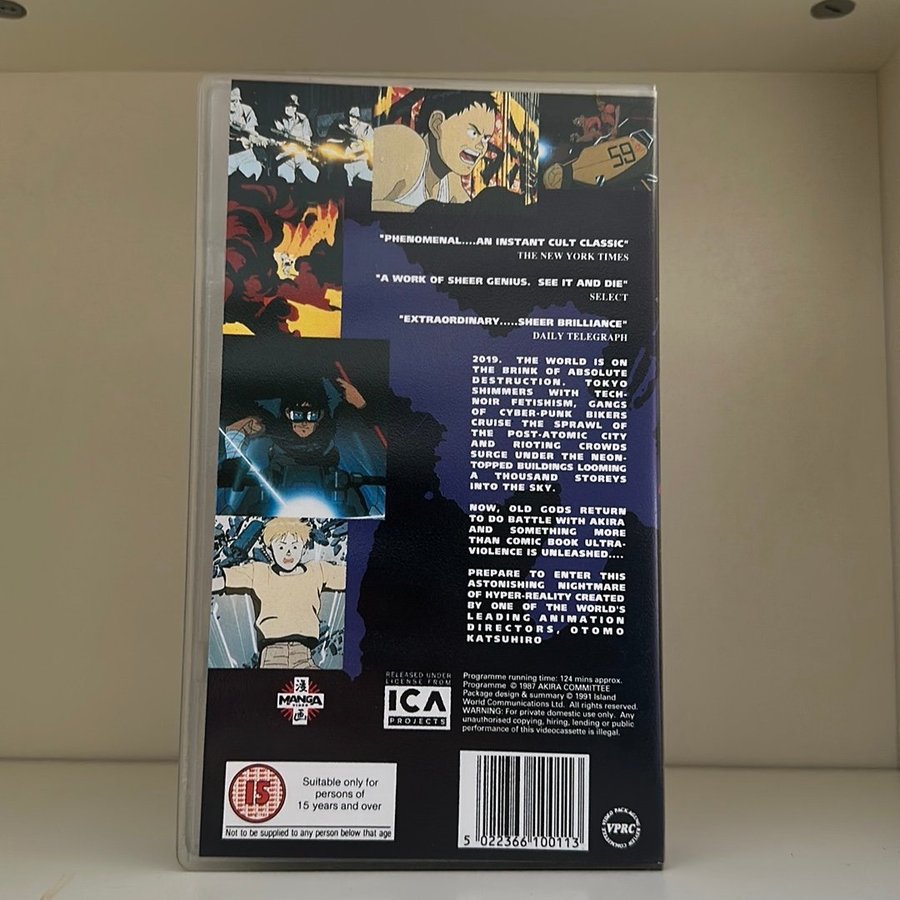 59
"PHENOMENAL....AN INSTANT CULT CLASSIC"
THE NEW YORK TIMES
"A WORK OF SHEER GENIUS. SEE IT AND DIE"
SELECT
"EXTRAORDINARY.....SHEER BRILLIANCE"
DAILY TELEGRAPH
2019. THE WORLD IS ON
THE BRINK OF ABSOLUTE
DESTRUCTION. TOKYO
SHIMMERS WITH TECH-
NOIR FETISHISM, GANGS
OF CYBER-PUNK BIKERS
CRUISE THE SPRAWL OF
THE POST-ATOMIC CITY
AND RIOTING CROWDS
SURGE UNDER THE NEON-
TOPPED BUILDINGS LOOMING
A THOUSAND STOREYS
INTO THE SKY.
NOW, OLD GODS RETURN
TO DO BATTLE WITH AKIRA
AND SOMETHING MORE
THAN COMIC BOOK ULTRA-
VIOLENCE IS UNLEASHED....
PREPARE TO ENTER THIS
ASTONISHING NIGHTMARE
OF HYPER-REALITY CREATED
BY ONE OF THE WORLD'S
LEADING ANIMATION
DIRECTORS, OTOMO
KATSUHIRO
漫
MANGA
VIDEO
画
RELEASED UNDER
LICENSE FROM
ICA
PROJECTS
Programme running time: 124 mins approx.
Programme © 1987 AKIRA COMMITTEE
Package design & summary © 1991 Island
World Communications Ltd. All rights reserved.
WARNING: For private domestic use only. Any
unauthorised copying, hiring, lending or public
performance of this videocassette is illegal.
15
Suitable only for
persons of
15 years and over
Not to be supplied to any person below that age
5 022366 100113
VIDEO PACKAGING REVIEW COMMITTEE
VPRC